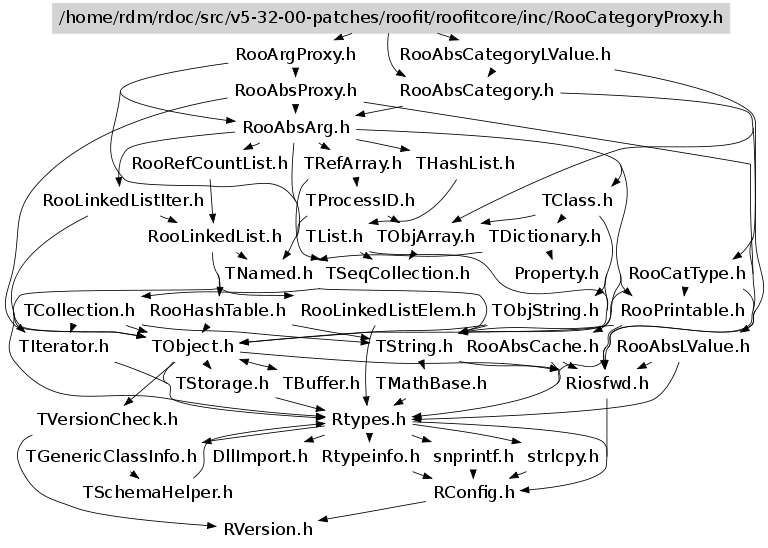 /home/rdm/rdoc/src/v5-32-00-patches/roofit/roofitcore/inc/RooCategoryProxy.h
RooArgProxy.h RooAbsCategoryLValue.h
RooAbsProxy.h RooAbsCategory.h
RooAbsArg.h
RooRefCountList.h TRefArray.h THashList.h
RooLinkedListIter.h TProcessID.h TClass.h
RooLinkedList.h TList.h TObjArray.h TDictionary.h
TNamed.h TSeqCollection.h Property.h RooCatType.h
TCollection.h RooHashTable.h RooLinkedListElem.h TObjString.h RooPrintable.h
TIterator.h TObject.h TString.h RooAbsCache.h RooAbsLValue.h
TStorage.h TBuffer.h TMathBase.h Riosfwd.h
TVersionCheck.h Rtypes.h
TGenericClassInfo.h DllImport.h Rtypeinfo.h snprintf.h strlcpy.h
TSchemaHelper.h RConfig.h
RVersion.h